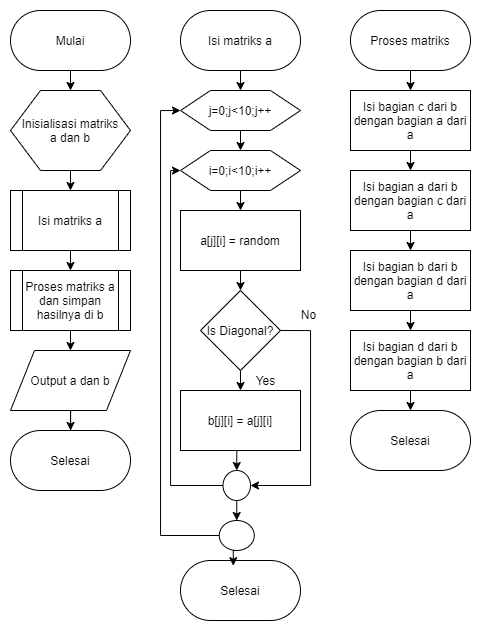 Mulai
Inisialisasi matriks
a dan b
Isi matriks a
Proses matriks a
dan simpan
hasilnya di b
Output a dan b
Selesai
Isi matriks a
j=0;j<10;j++
i=0;i<10;i++
a[j][i] = random
Is Diagonal?
No
Yes
b[j][i] = a[j][i]
Selesai
Proses matriks
Isi bagian c dari b
dengan bagian a dari
a
Isi bagian a dari b
dengan bagian c dari
a
Isi bagian b dari b
dengan bagian d dari
a
Isi bagian d dari b
dengan bagian b dari
a
Selesai